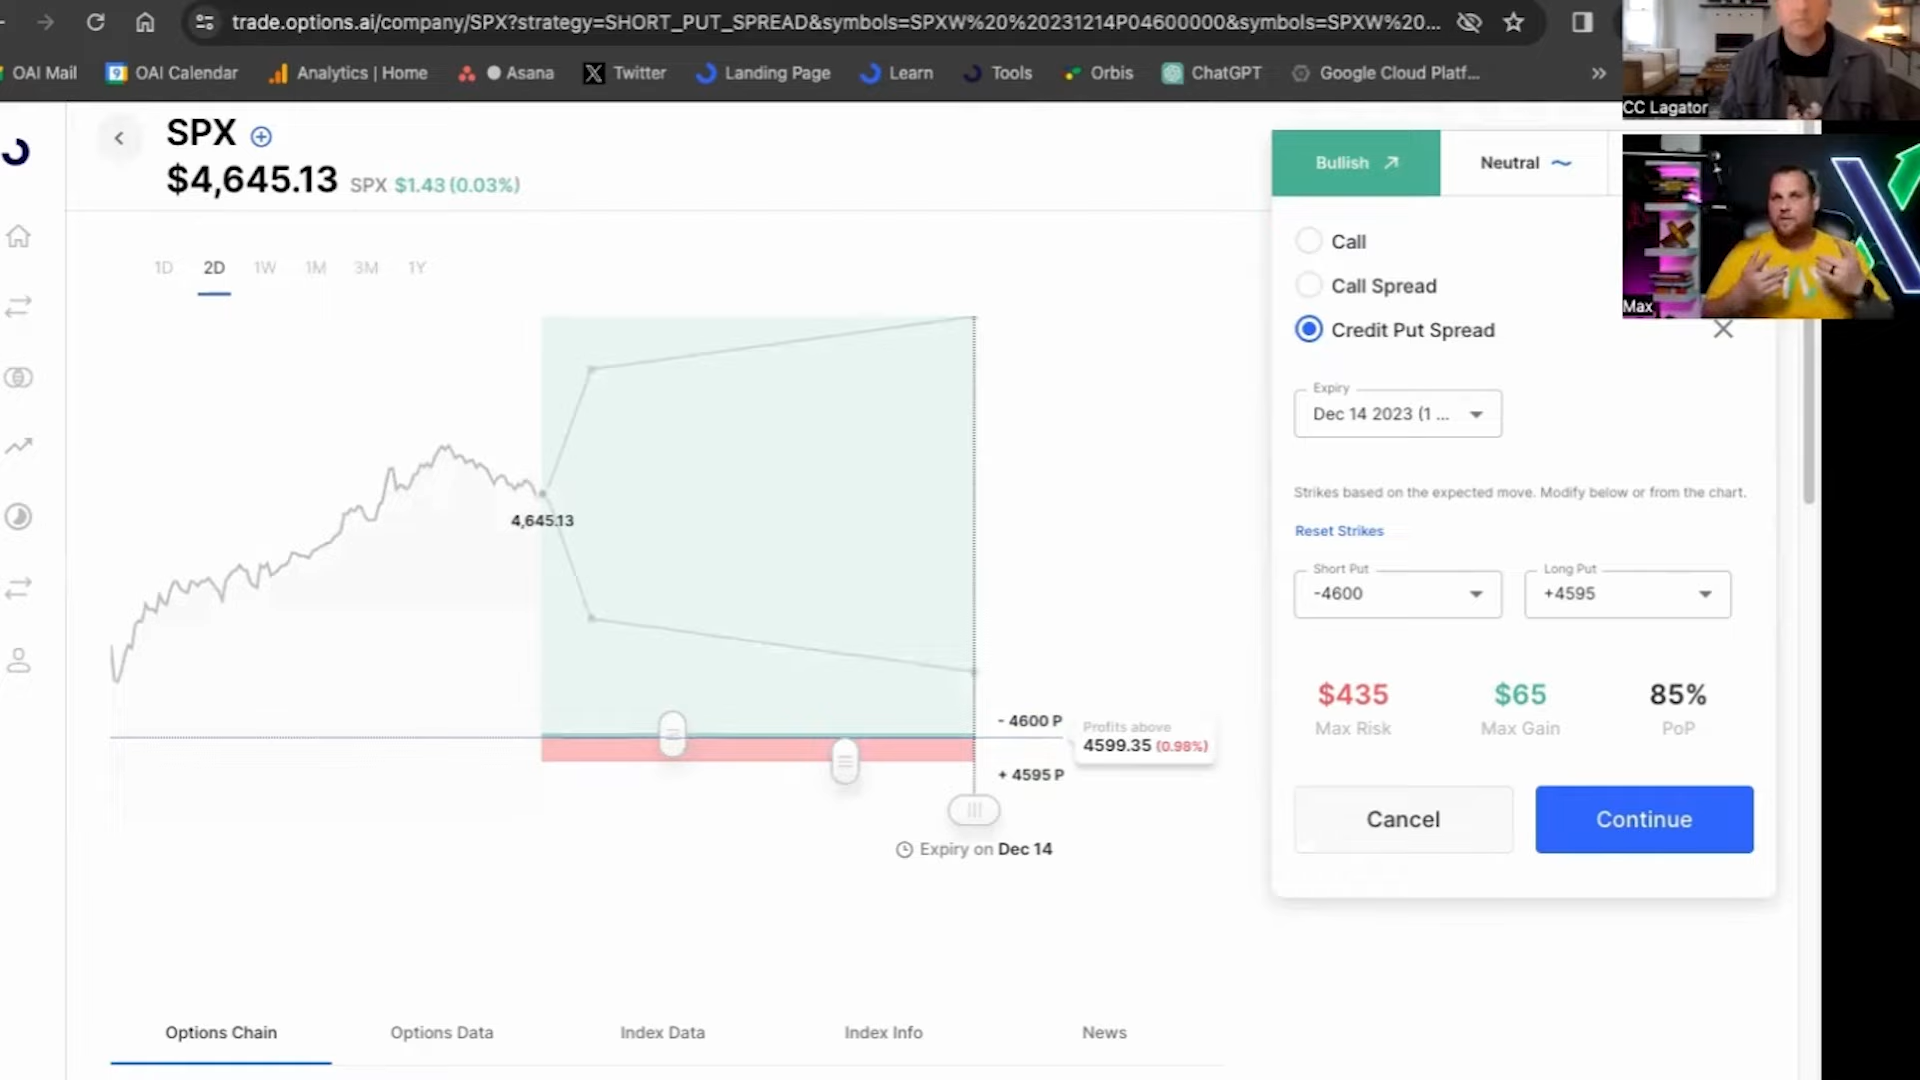 trade.options.ai/company/SPX?strategy=SHORT_PUT_SPREAD&symbols=SPXW%20%20231214P04600000&symbols=SPXW%20...
OAI Mail
9 OAI Calendar
Analytics | Home
Asana
X Twitter
Landing Page
Learn
Tools
Orbis
ChatGPT
Google Cloud Platf...
»
CC Lagator
Max
SPX
$4,645.13 SPX $1.43 (0.03%)
1D 2D 1W 1M 3M 1Y
4,645.13
- 4600 P
+ 4595 P
Profits above
4599.35 (0.98%)
Expiry on Dec 14
Bullish
Neutral
Call
Call Spread
Credit Put Spread
Expiry
Dec 14 2023 (1 ...
Strikes based on the expected move. Modify below or from the chart.
Reset Strikes
Short Put
-4600
Long Put
+4595
$435 $65 85%
Max Risk Max Gain PoP
Cancel Continue
Options Chain Options Data Index Data Index Info News